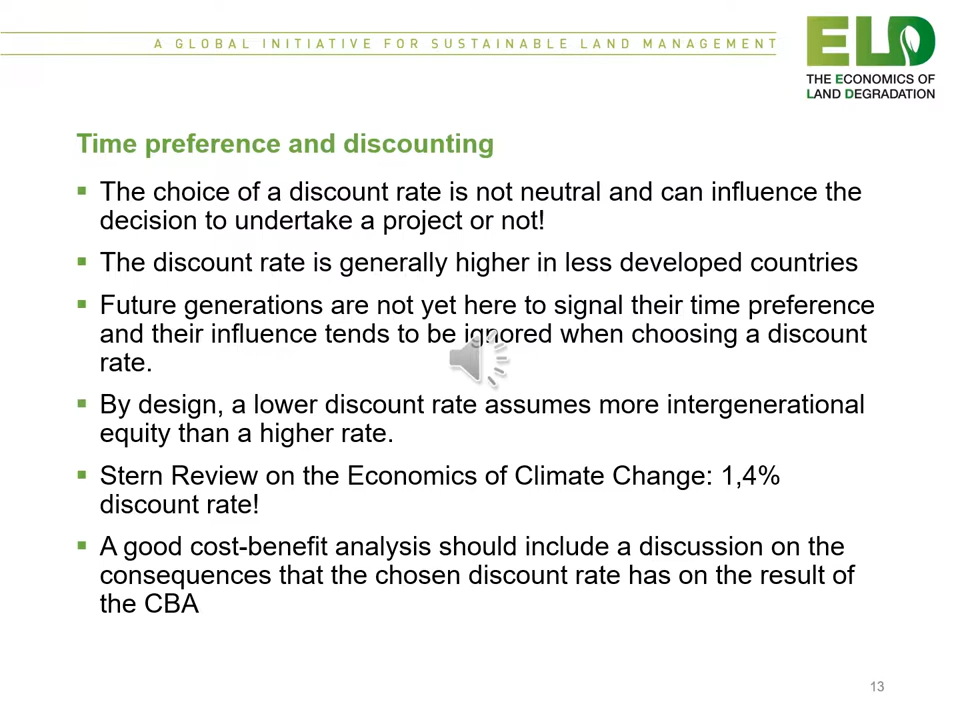 A GLOBAL INITIATIVE FOR SUSTAINABLE LAND MANAGEMENT
ELD
THE ECONOMICS OF
LAND DEGRADATION
Time preference and discounting
▪ The choice of a discount rate is not neutral and can influence the
decision to undertake a project or not!
▪ The discount rate is generally higher in less developed countries
▪ Future generations are not yet here to signal their time preference
and their influence tends to be ignored when choosing a discount
rate.
▪ By design, a lower discount rate assumes more intergenerational
equity than a higher rate.
▪ Stern Review on the Economics of Climate Change: 1,4%
discount rate!
▪ A good cost-benefit analysis should include a discussion on the
consequences that the chosen discount rate has on the result of
the CBA
13